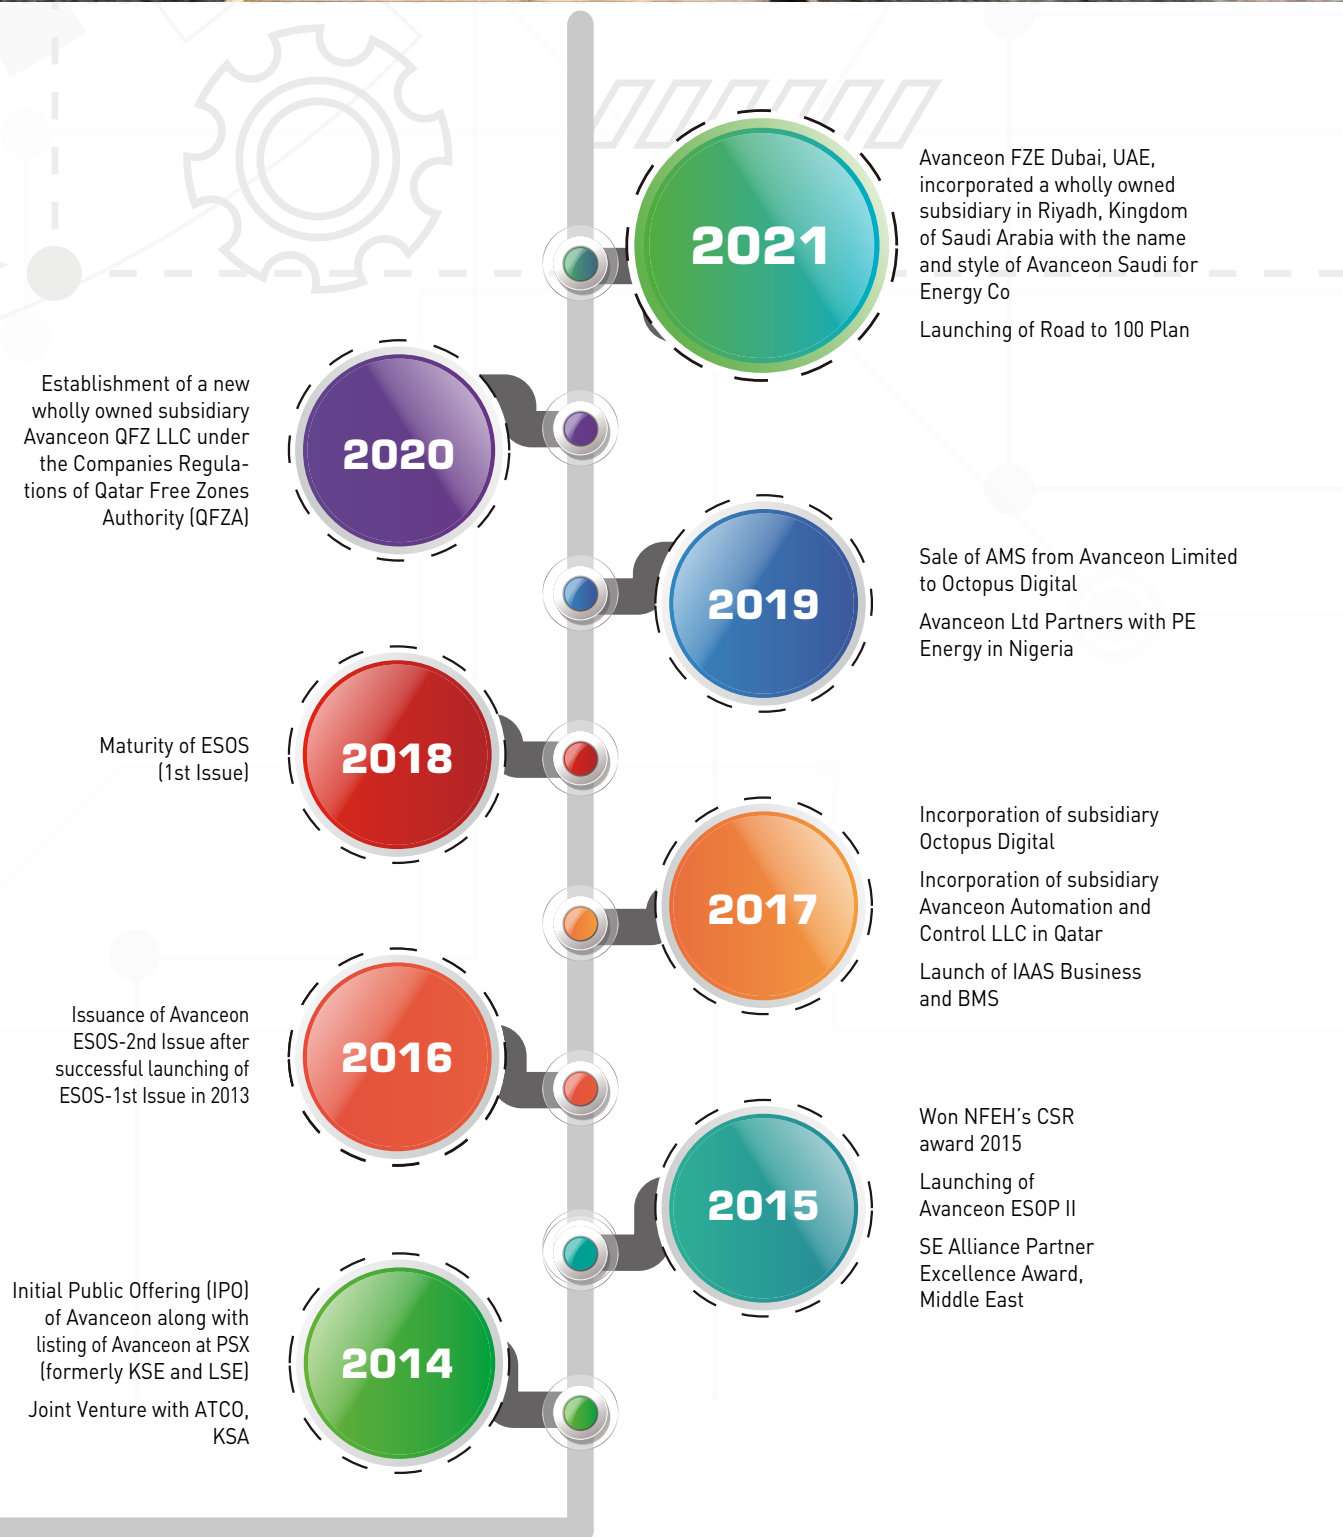 2021
Avanceon FZE Dubai, UAE,
incorporated a wholly owned
subsidiary in Riyadh, Kingdom
of Saudi Arabia with the name
and style of Avanceon Saudi for
Energy Co
Launching of Road to 100 Plan
Establishment of a new
wholly owned subsidiary
Avanceon QFZ LLC under
the Companies Regula-
tions of Qatar Free Zones
Authority (QFZA)
2020
2019
Sale of AMS from Avanceon Limited
to Octopus Digital
Avanceon Ltd Partners with PE
Energy in Nigeria
Maturity of ESOS
(1st Issue)
2018
2017
Incorporation of subsidiary
Octopus Digital
Incorporation of subsidiary
Avanceon Automation and
Control LLC in Qatar
Launch of IAAS Business
and BMS
Issuance of Avanceon
ESOS-2nd Issue after
successful launching of
ESOS-1st Issue in 2013
2016
2015
Won NFEH’s CSR
award 2015
Launching of
Avanceon ESOP II
SE Alliance Partner
Excellence Award,
Middle East
Initial Public Offering (IPO)
of Avanceon along with
listing of Avanceon at PSX
(formerly KSE and LSE)
Joint Venture with ATCO,
KSA
2014